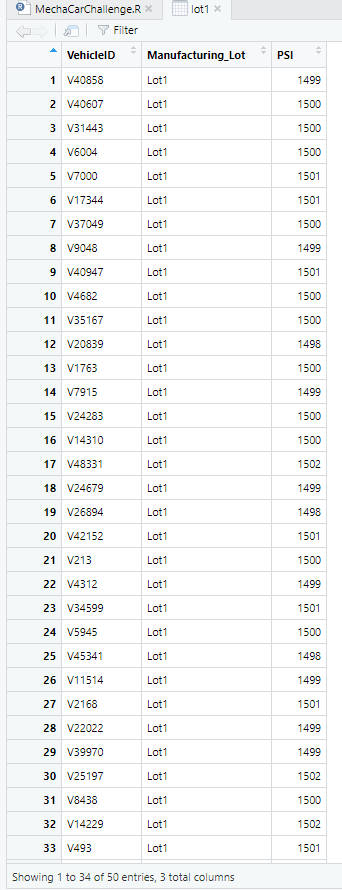 MechaCarChallenge.R lot1
Filter
VehicleID Manufacturing_Lot PSI
1 V40858 Lot1 1499
2 V40607 Lot1 1500
3 V31443 Lot1 1500
4 V6004 Lot1 1500
5 V7000 Lot1 1501
6 V17344 Lot1 1501
7 V37049 Lot1 1500
8 V9048 Lot1 1499
9 V40947 Lot1 1501
10 V4682 Lot1 1500
11 V35167 Lot1 1500
12 V20839 Lot1 1498
13 V1763 Lot1 1500
14 V7915 Lot1 1499
15 V24283 Lot1 1500
16 V14310 Lot1 1500
17 V48331 Lot1 1502
18 V24679 Lot1 1499
19 V26894 Lot1 1498
20 V42152 Lot1 1501
21 V213 Lot1 1500
22 V4312 Lot1 1499
23 V34599 Lot1 1501
24 V5945 Lot1 1500
25 V45341 Lot1 1498
26 V11514 Lot1 1499
27 V2168 Lot1 1501
28 V22022 Lot1 1499
29 V39970 Lot1 1499
30 V25197 Lot1 1502
31 V8438 Lot1 1500
32 V14229 Lot1 1502
33 V493 Lot1 1501
Showing 1 to 34 of 50 entries, 3 total columns